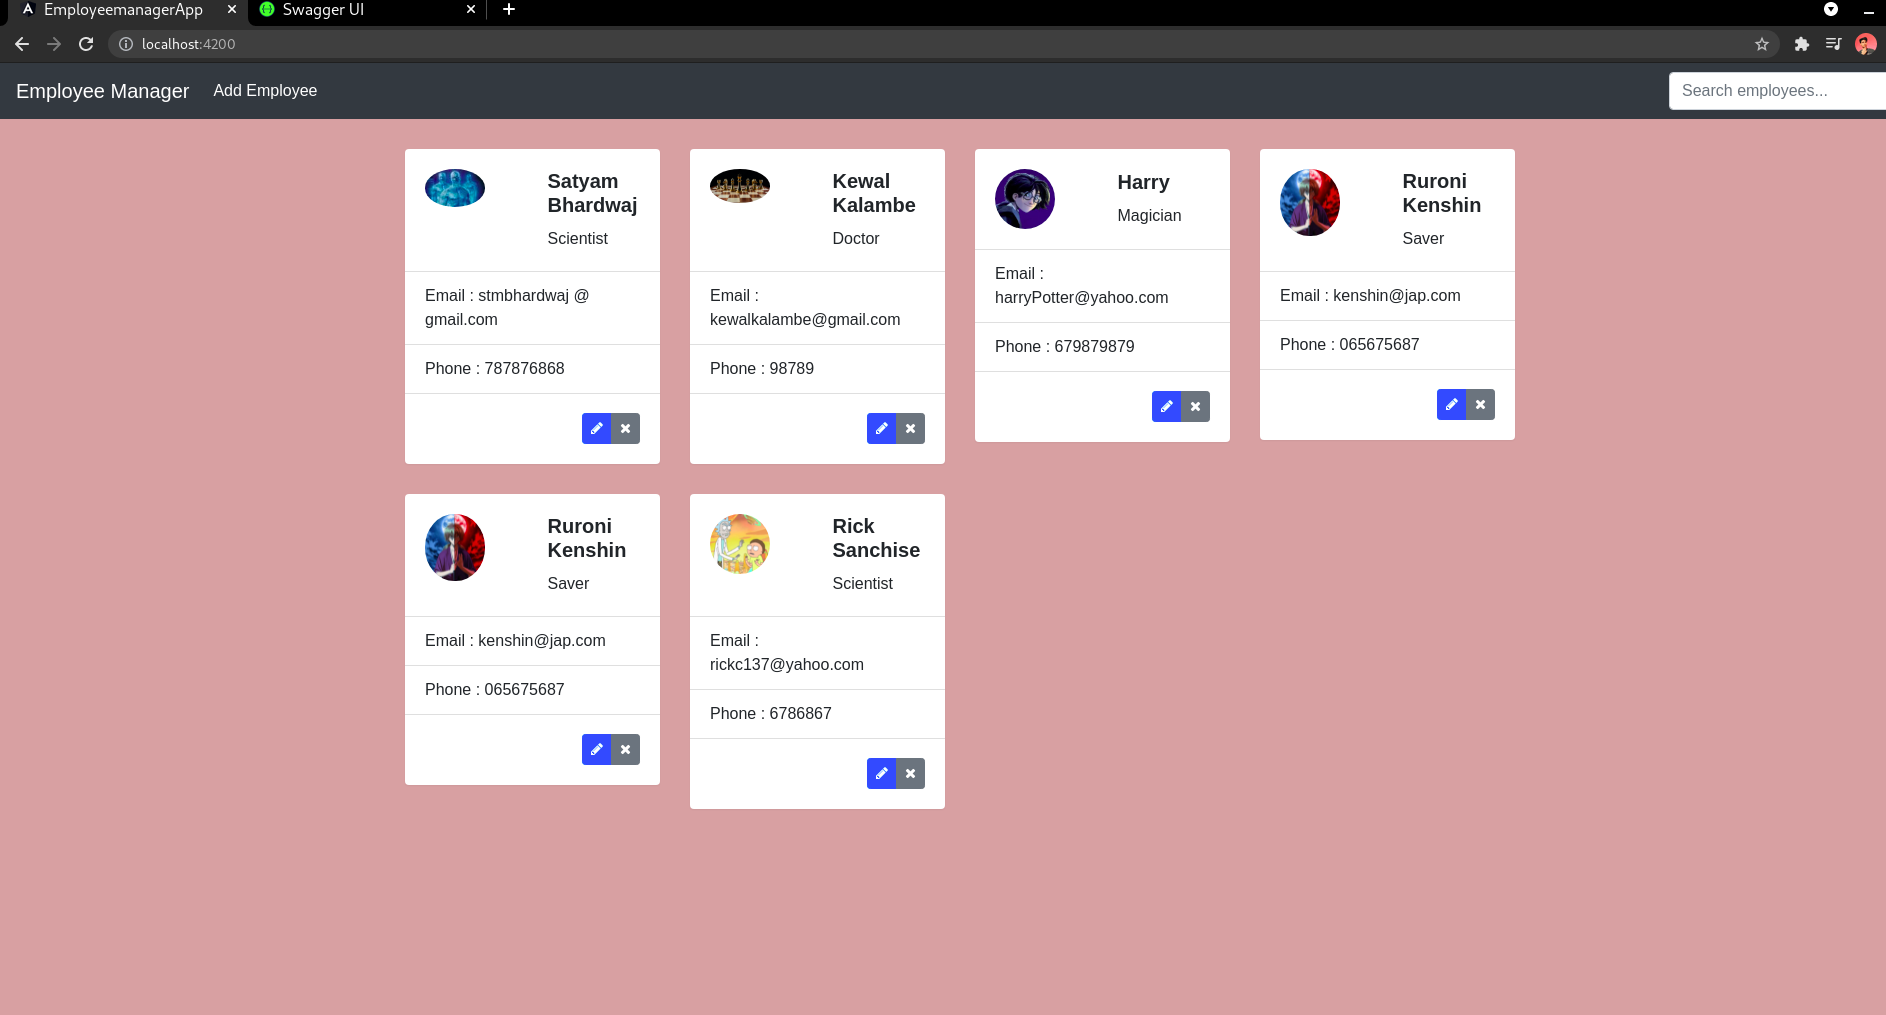 EmployeemanagerApp
Swagger UI
localhost:4200
Employee Manager
Add Employee
Search employees...
Satyam
Bhardwaj
Scientist
Email : stmbhardwaj @
gmail.com
Phone : 787876868
Kewal
Kalambe
Doctor
Email :
kewalkalambe@gmail.com
Phone : 98789
Harry
Magician
Email :
harryPotter@yahoo.com
Phone : 679879879
Ruroni
Kenshin
Saver
Email : kenshin@jap.com
Phone : 065675687
Ruroni
Kenshin
Saver
Email : kenshin@jap.com
Phone : 065675687
Rick
Sanchise
Scientist
Email :
rickc137@yahoo.com
Phone : 6786867